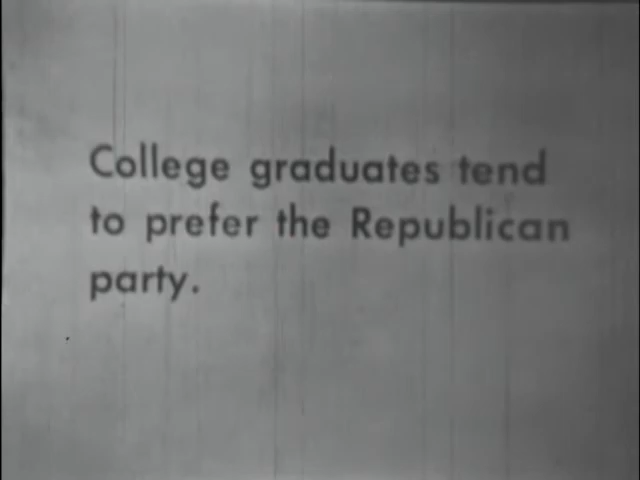 College graduates tend
to prefer the Republican
party.